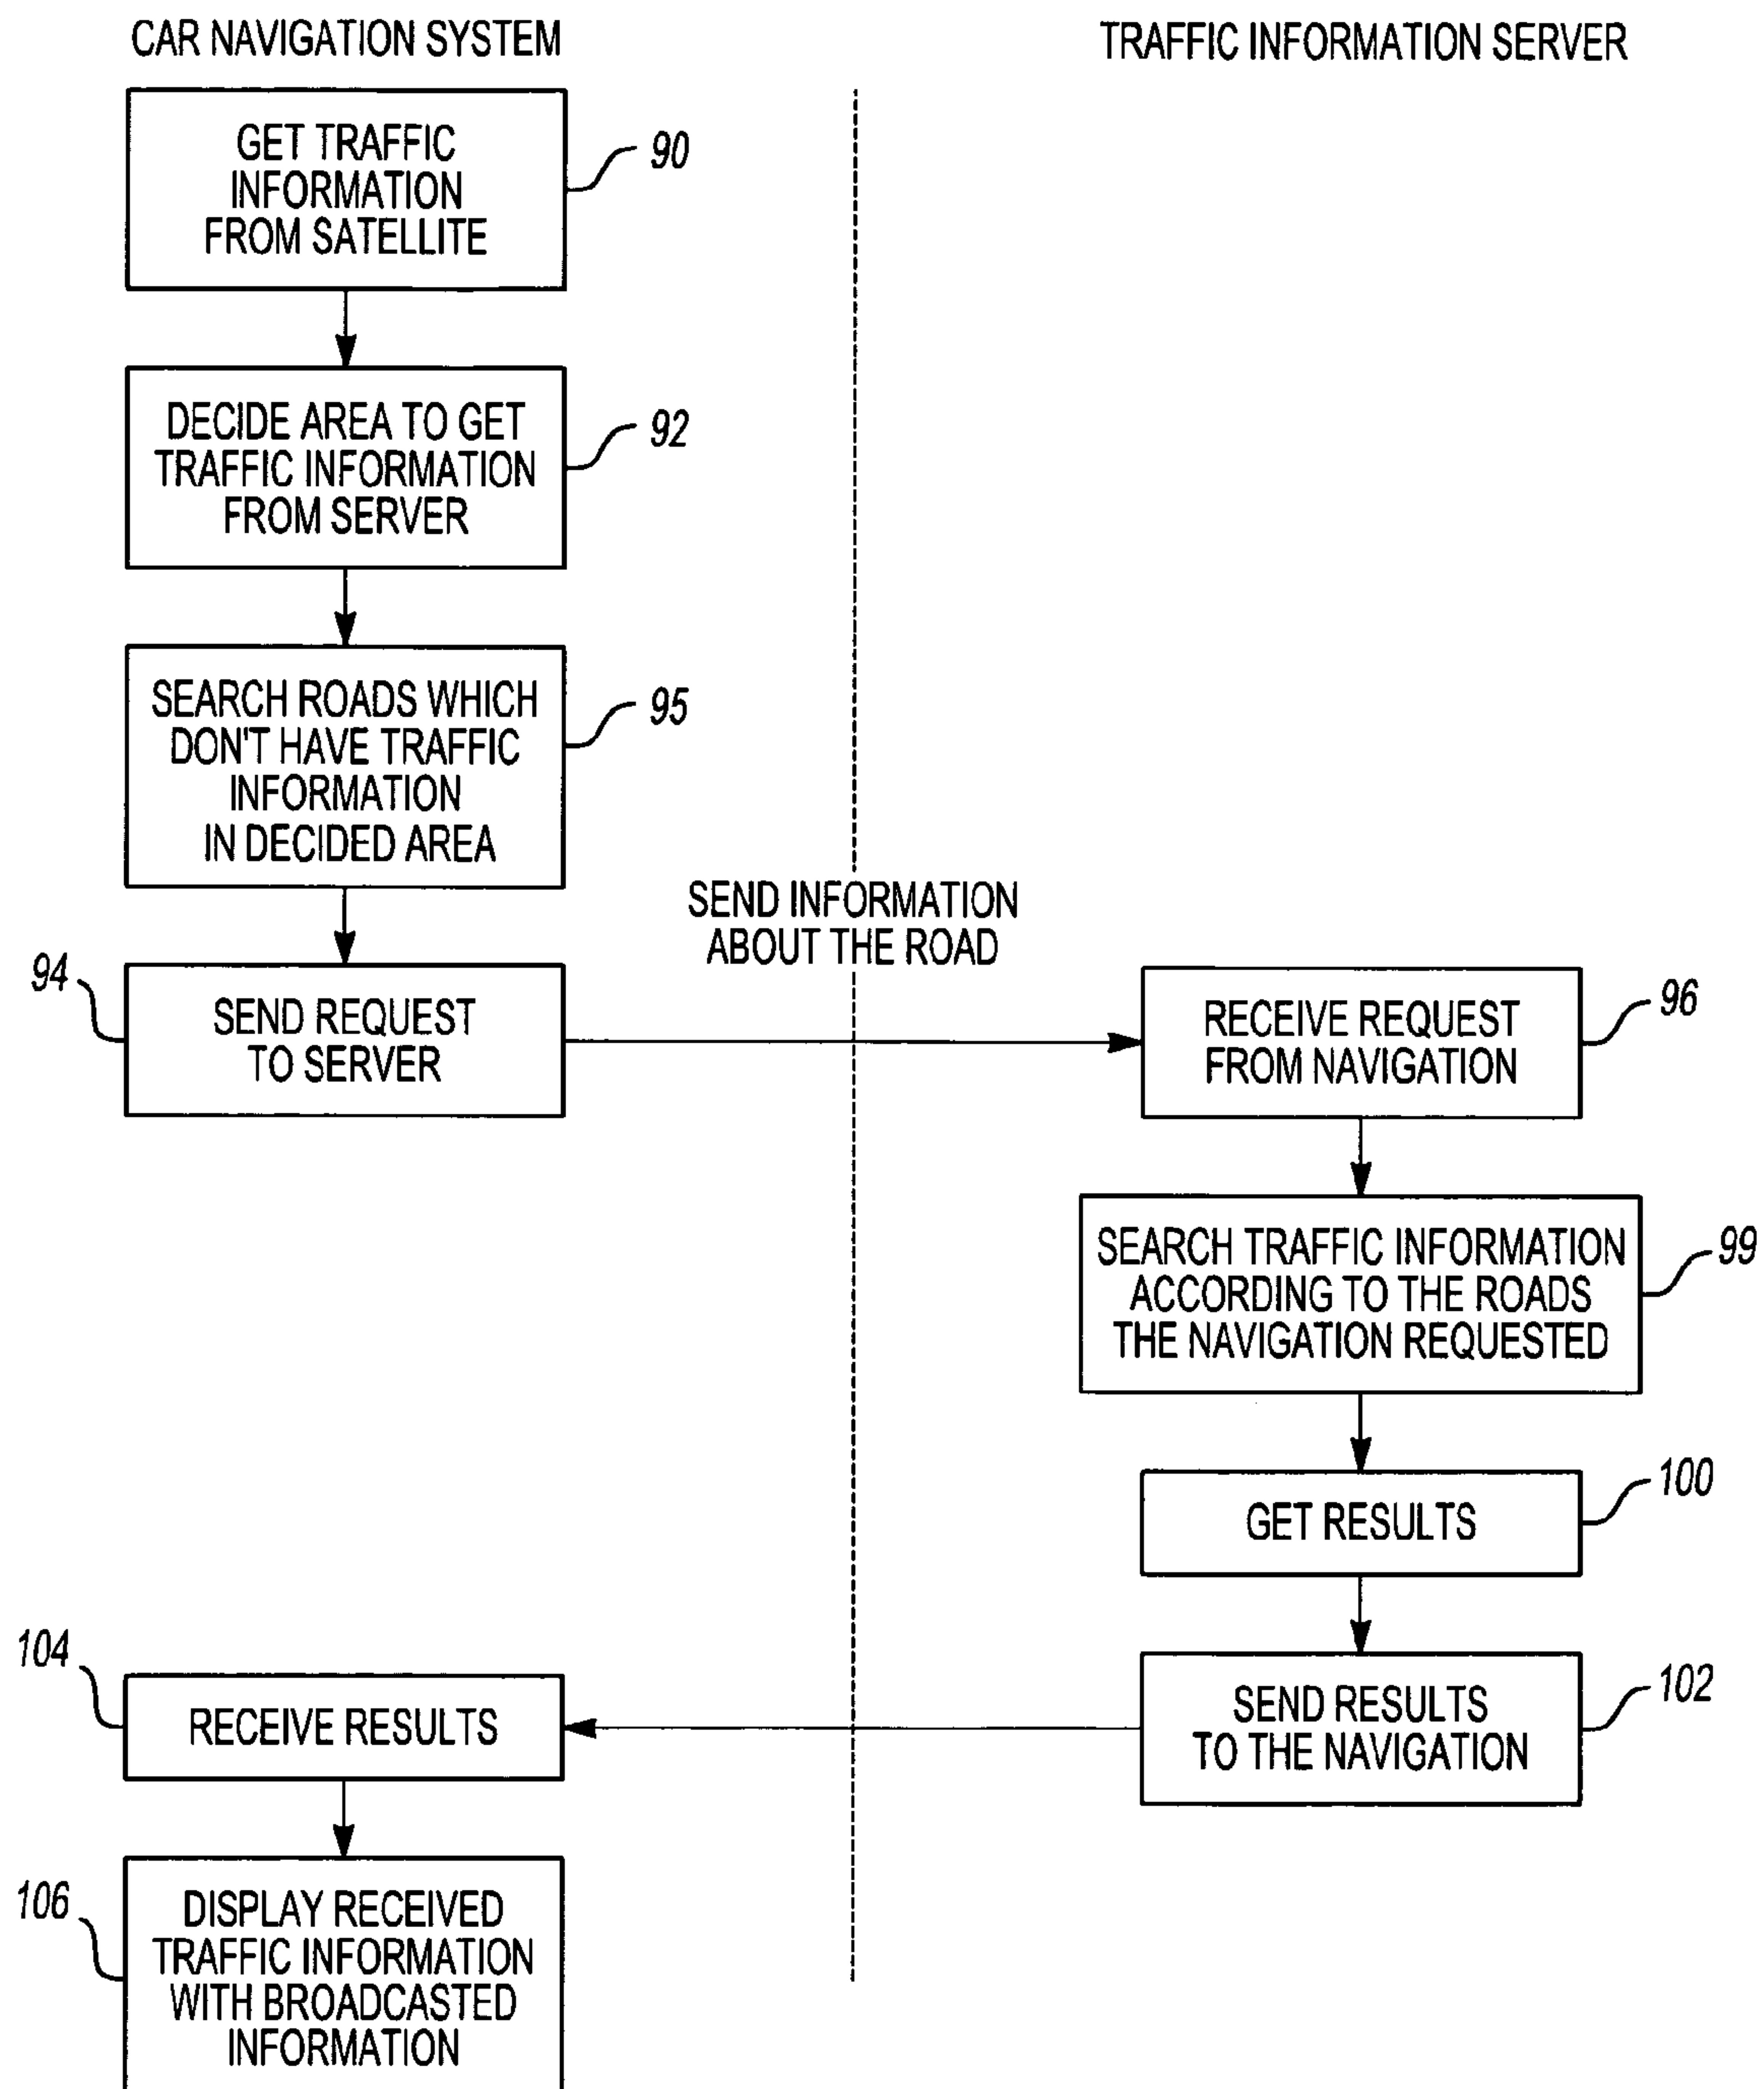 CAR NAVIGATION SYSTEM
TRAFFIC INFORMATION SERVER
GET TRAFFIC
INFORMATION
FROM SATELLITE
90
DECIDE AREA TO GET
TRAFFIC INFORMATION
FROM SERVER
92
SEARCH ROADS WHICH
DON'T HAVE TRAFFIC
INFORMATION
IN DECIDED AREA
95
SEND INFORMATION
ABOUT THE ROAD
94
SEND REQUEST
TO SERVER
RECEIVE REQUEST
FROM NAVIGATION
96
SEARCH TRAFFIC INFORMATION
ACCORDING TO THE ROADS
THE NAVIGATION REQUESTED
99
GET RESULTS
100
SEND RESULTS
TO THE NAVIGATION
102
104
RECEIVE RESULTS
106
DISPLAY RECEIVED
TRAFFIC INFORMATION
WITH BROADCASTED
INFORMATION